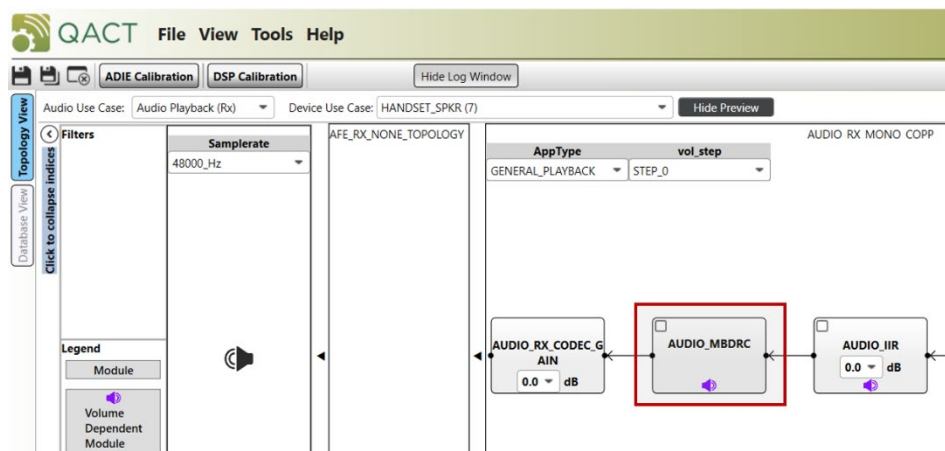 QACT File View Tools Help
ADIE Calibration DSP Calibration Hide Log Window
Topology View
Database View
Audio Use Case: Audio Playback (Rx) Device Use Case: HANDSET_SPKR (7) Hide Preview
Click to collapse indices
Filters
Samplerate
48000_Hz
AFE_RX_NONE_TOPOLOGY
AUDIO RX MONO COPP
AppType vol_step
GENERAL_PLAYBACK STEP_0
AUDIO_RX_CODEC_G
AIN
0.0 dB
AUDIO_MBDRC
AUDIO_IIR
0.0 dB
Legend
Module
Volume
Dependent
Module